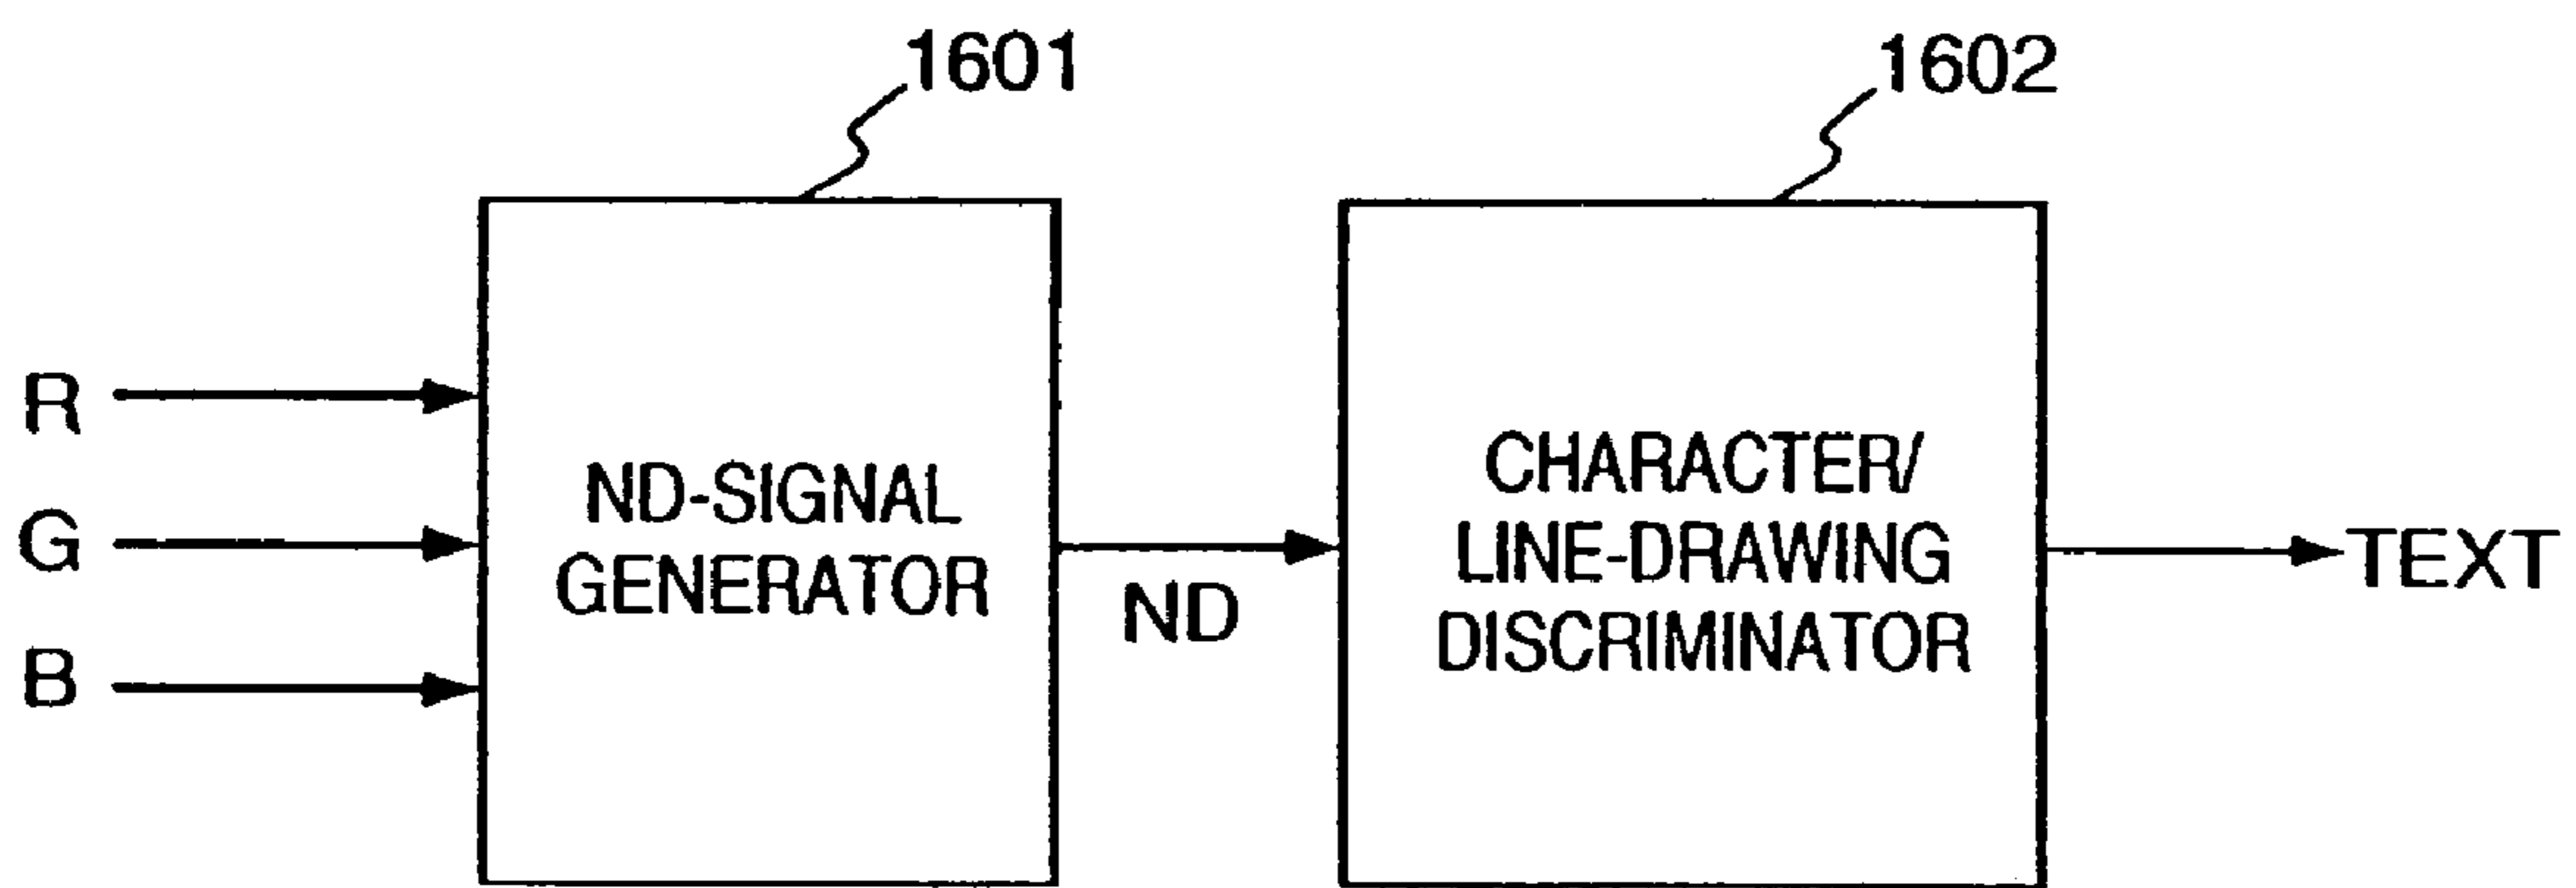 1601
1602
R
G
B
ND-SIGNAL
GENERATOR
ND
CHARACTER/
LINE-DRAWING
DISCRIMINATOR
TEXT